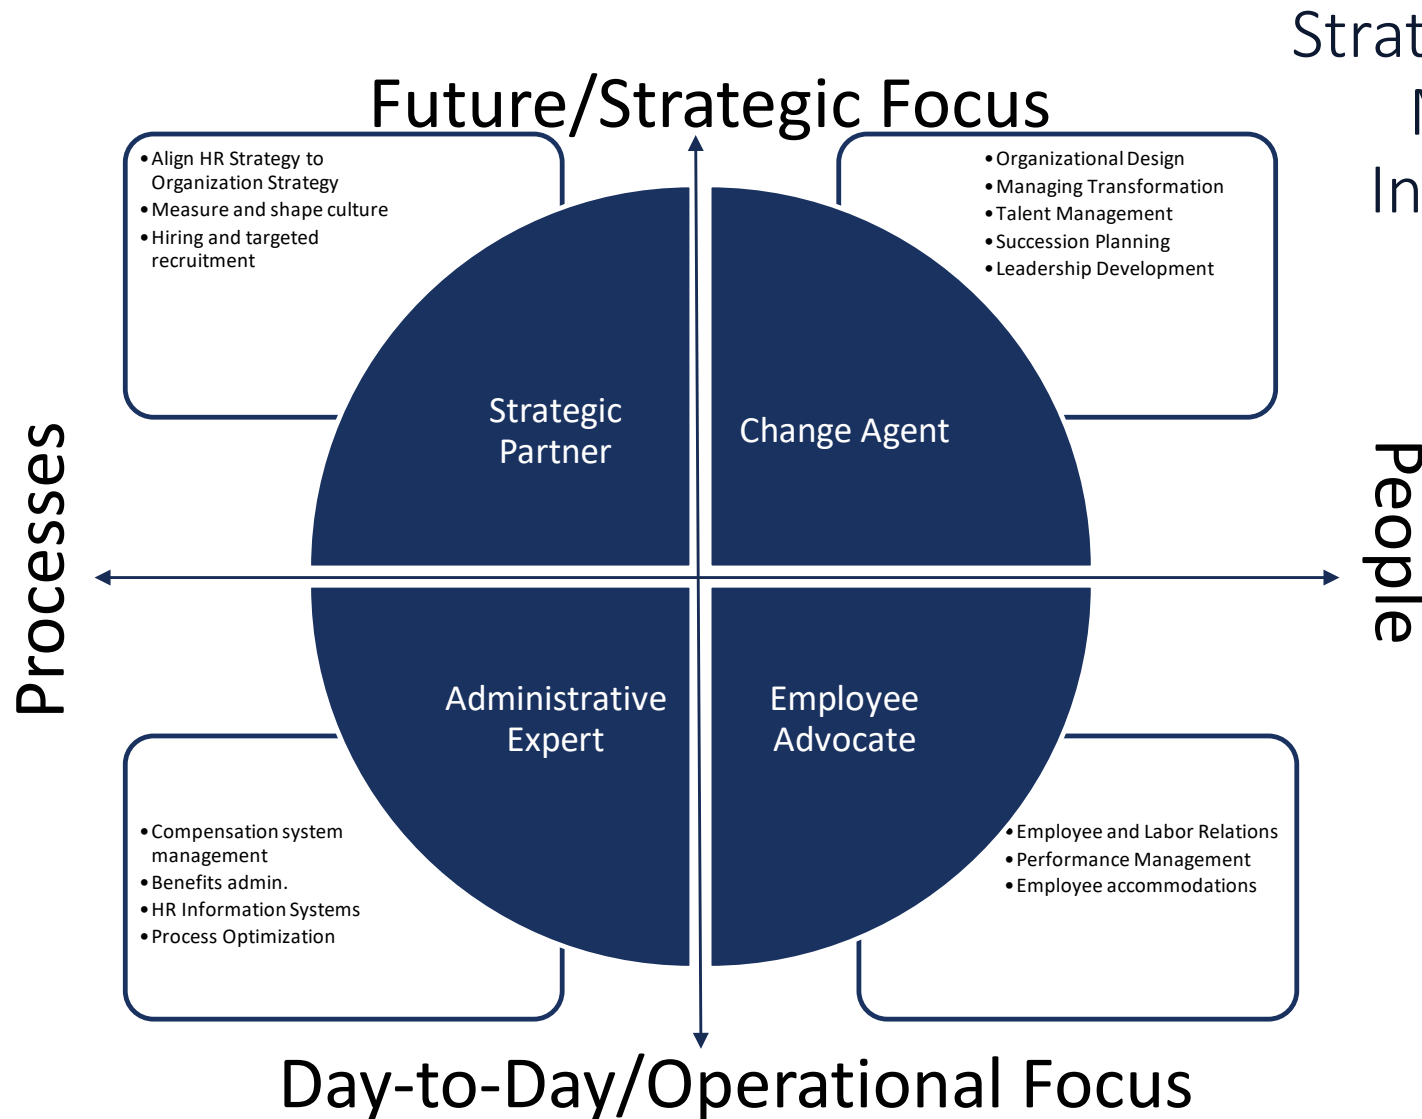 Future/Strategic Focus
• Align HR Strategy to
Organization Strategy
• Measure and shape culture
• Hiring and targeted
recruitment
• Organizational Design
• Managing Transformation
• Talent Management
• Succession Planning
• Leadership Development
Strategic
Partner
Change Agent
Processes
People
Administrative
Expert
Employee
Advocate
• Compensation system
management
• Benefits admin.
• HR Information Systems
• Process Optimization
• Employee and Labor Relations
• Performance Management
• Employee accommodations
Day-to-Day/Operational Focus